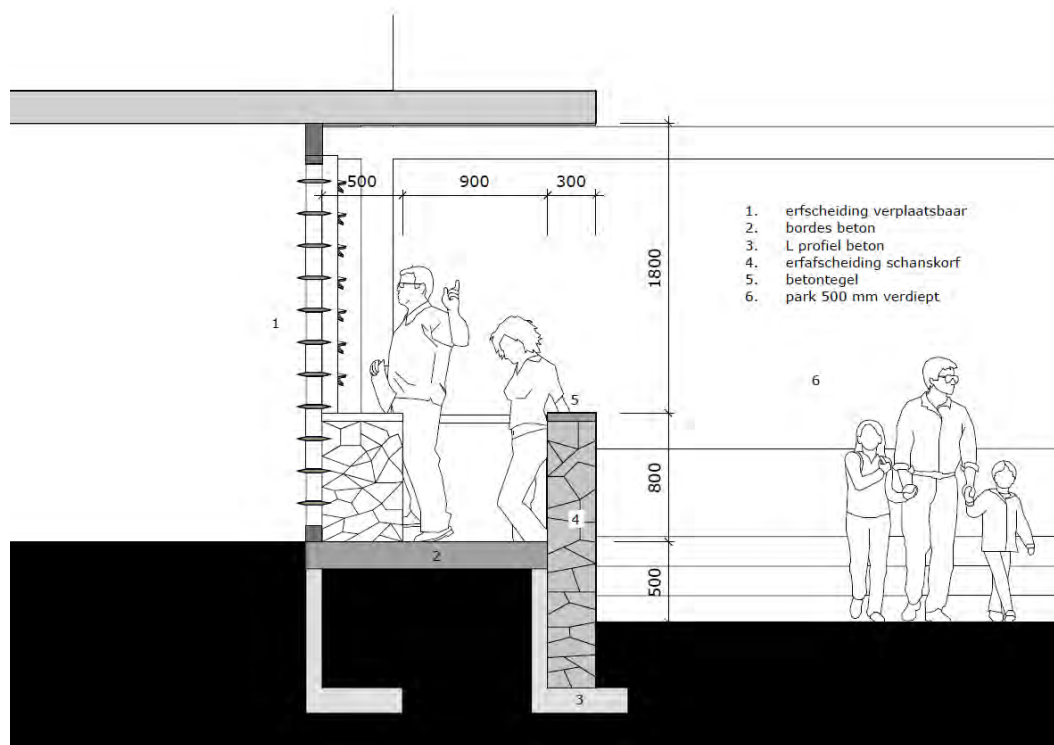 500 900 300
1. erfscheiding verplaatsbaar
2. bordes beton
3. L profiel beton
4. erfafscheiding schanskorf
5. betontegel
6. park 500 mm verdiept
1800
1
6
5
800
4
2
500
3